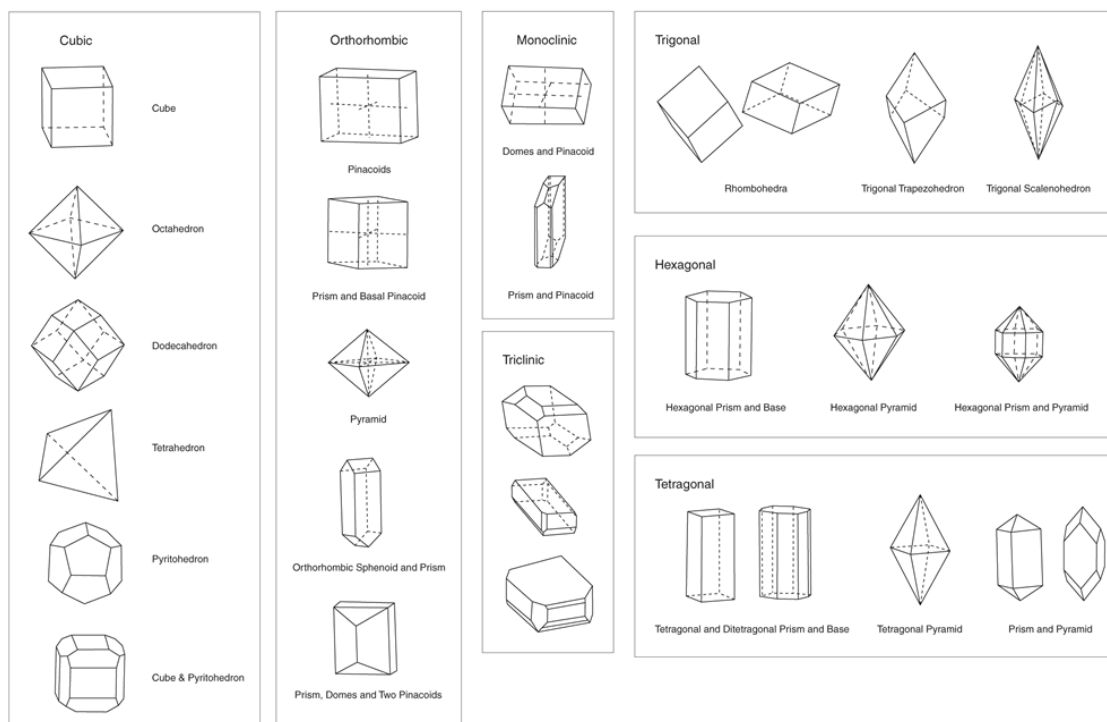 Cubic
Cube
Octahedron
Dodecahedron
Tetrahedron
Pyritohedron
Cube & Pyritohedron
Orthorhombic
Pinacoids
Prism and Basal Pinacoid
Pyramid
Orthorhombic Sphenoid and Prism
Prism, Domes and Two Pinacoids
Monoclinic
Domes and Pinacoid
Prism and Pinacoid
Triclinic
Trigonal
Rhombohedra
Trigonal Trapezohedron
Trigonal Scalenohedron
Hexagonal
Hexagonal Prism and Base
Hexagonal Pyramid
Hexagonal Prism and Pyramid
Tetragonal
Tetragonal and Ditetragonal Prism and Base
Tetragonal Pyramid
Prism and Pyramid